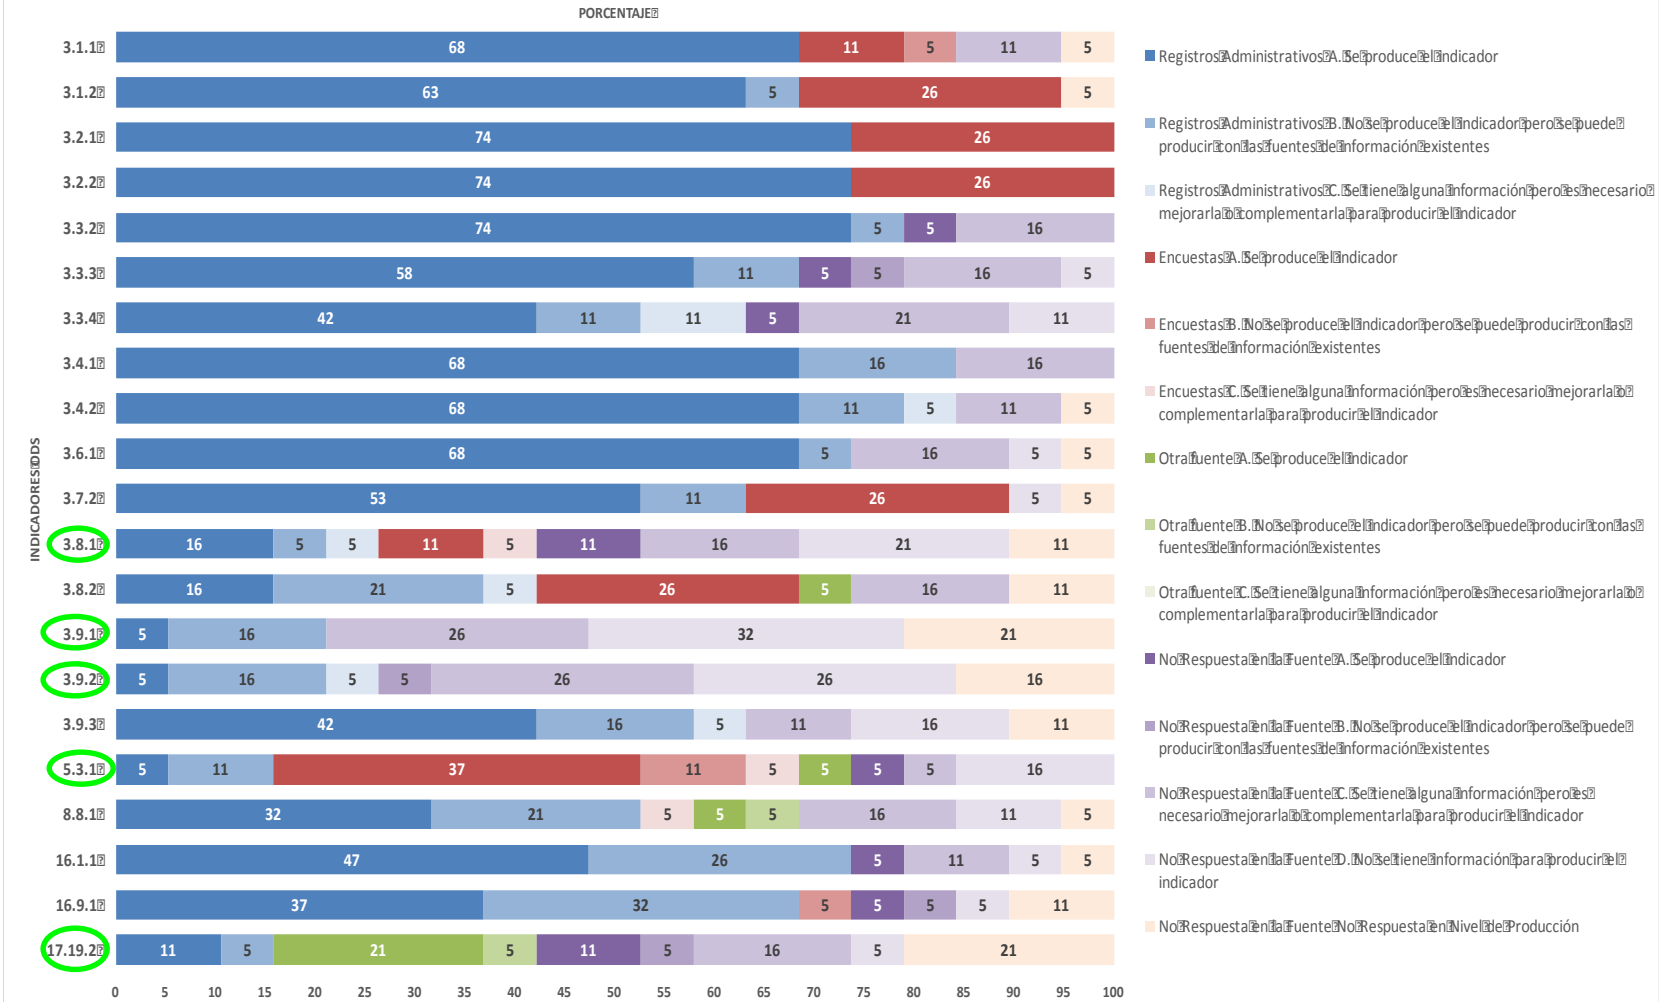 PORCENTAJE
INDICADORES ODS
3.1.1 68 11 5 11 5
3.1.2 63 5 26 5
3.2.1 74 26
3.2.2 74 26
3.3.2 74 5 5 16
3.3.3 58 11 5 5 16 5
3.3.4 42 11 11 5 21 11
3.4.1 68 16 16
3.4.2 68 11 5 11 5
3.6.1 68 5 16 5 5
3.7.2 53 11 26 5 5
3.8.1 16 5 5 11 5 11 16 21 11
3.8.2 16 21 5 26 5 16 11
3.9.1 5 16 26 32 21
3.9.2 5 16 5 5 26 26 16
3.9.3 42 16 5 11 16 11
5.3.1 5 11 37 11 5 5 5 5 16
8.8.1 32 21 5 5 5 16 11 5
16.1.1 47 26 5 11 5 5
16.9.1 37 32 5 5 5 5 11
17.19.2 11 5 21 5 11 5 16 5 21
0 5 10 15 20 25 30 35 40 45 50 55 60 65 70 75 80 85 90 95 100
Registros Administrativos A. Se produce el indicador
Registros Administrativos B. No se produce el indicador pero se puede
producir con las fuentes de información existentes
Registros Administrativos C. Se tiene alguna información pero es necesario
mejorarla o complementarla para producir el indicador
Encuestas A. Se produce el indicador
Encuestas B. No se produce el indicador pero se puede producir con las
fuentes de información existentes
Encuestas C. Se tiene alguna información pero es necesario mejorarla o
complementarla para producir el indicador
Otra fuente A. Se produce el indicador
Otra fuente B. No se produce el indicador pero se puede producir con las
fuentes de información existentes
Otra fuente C. Se tiene alguna información pero es necesario mejorarla o
complementarla para producir el indicador
No Respuesta en la Fuente A. Se produce el indicador
No Respuesta en la Fuente B. No se produce el indicador pero se puede
producir con las fuentes de información existentes
No Respuesta en la Fuente C. Se tiene alguna información pero es
necesario mejorarla o complementarla para producir el indicador
No Respuesta en la Fuente D. No se tiene información para producir el
indicador
No Respuesta en la Fuente No Respuesta en Nivel de Producción